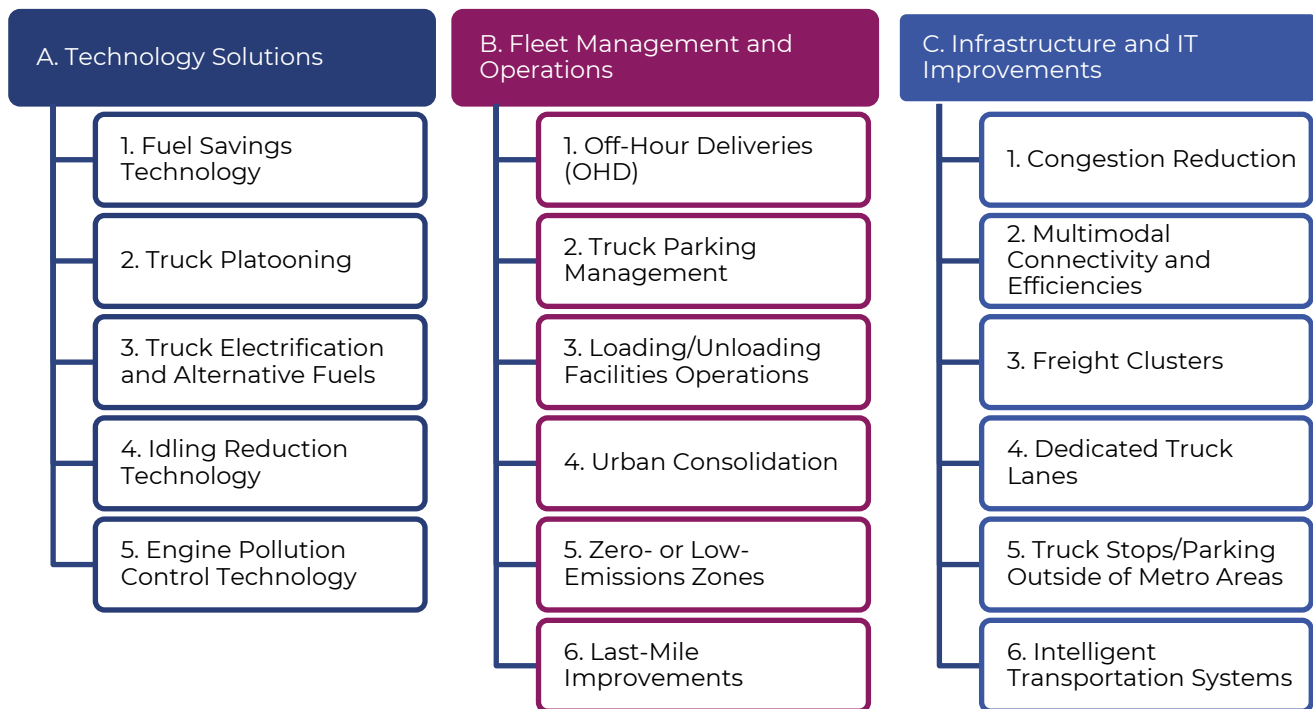 A. Technology Solutions
1. Fuel Savings
Technology
2. Truck Platooning
3. Truck Electrification
and Alternative Fuels
4. Idling Reduction
Technology
5. Engine Pollution
Control Technology
B. Fleet Management and
Operations
1. Off-Hour Deliveries
(OHD)
2. Truck Parking
Management
3. Loading/Unloading
Facilities Operations
4. Urban Consolidation
5. Zero- or Low-
Emissions Zones
6. Last-Mile
Improvements
C. Infrastructure and IT
Improvements
1. Congestion Reduction
2. Multimodal
Connectivity and
Efficiencies
3. Freight Clusters
4. Dedicated Truck
Lanes
5. Truck Stops/Parking
Outside of Metro Areas
6. Intelligent
Transportation Systems